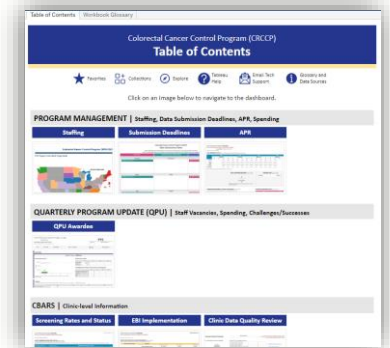 Table of Contents Workbook Glossary
Colorectal Cancer Control Program (CRCCP)
Table of Contents
Favorites Collections Explore Tableau Help Email Tech Support Glossary and Data Sources
Click on an image below to navigate to the dashboard.
PROGRAM MANAGEMENT | Staffing, Data Submission Deadlines, APR, Spending
Staffing Submission Deadlines APR
QUARTERLY PROGRAM UPDATE (QPU) | Staff Vacancies, Spending, Challenges/Successes
QPU Awardee
CBARS | Clinic-level Information
Screening Rates and Status EBI Implementation Clinic Data Quality Review